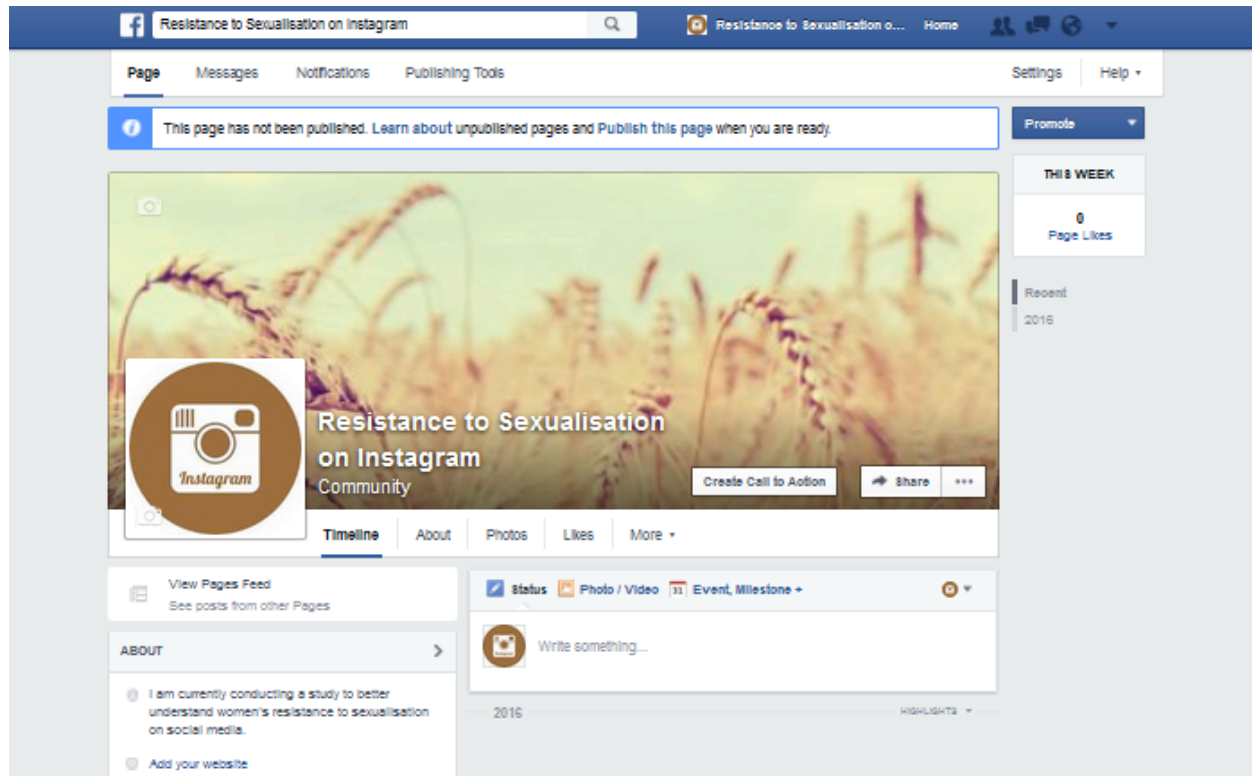 Resistance to Sexualisation on Instagram
Resistance to Sexualisation o... Home
Page Messages Notifications Publishing Tools Settings Help
This page has not been published. Learn about unpublished pages and Publish this page when you are ready.
Promote
THIS WEEK
0
Page Likes
Recent
2016
Instagram
Resistance to Sexualisation
on Instagram
Community
Create Call to Action Share
Timeline About Photos Likes More
View Pages Feed
See posts from other Pages
ABOUT
I am currently conducting a study to better
understand women's resistance to sexualisation
on social media.
Add your website
Status Photo / Video 31 Event, Milestone +
Write something...
2016 HIGHLIGHTS